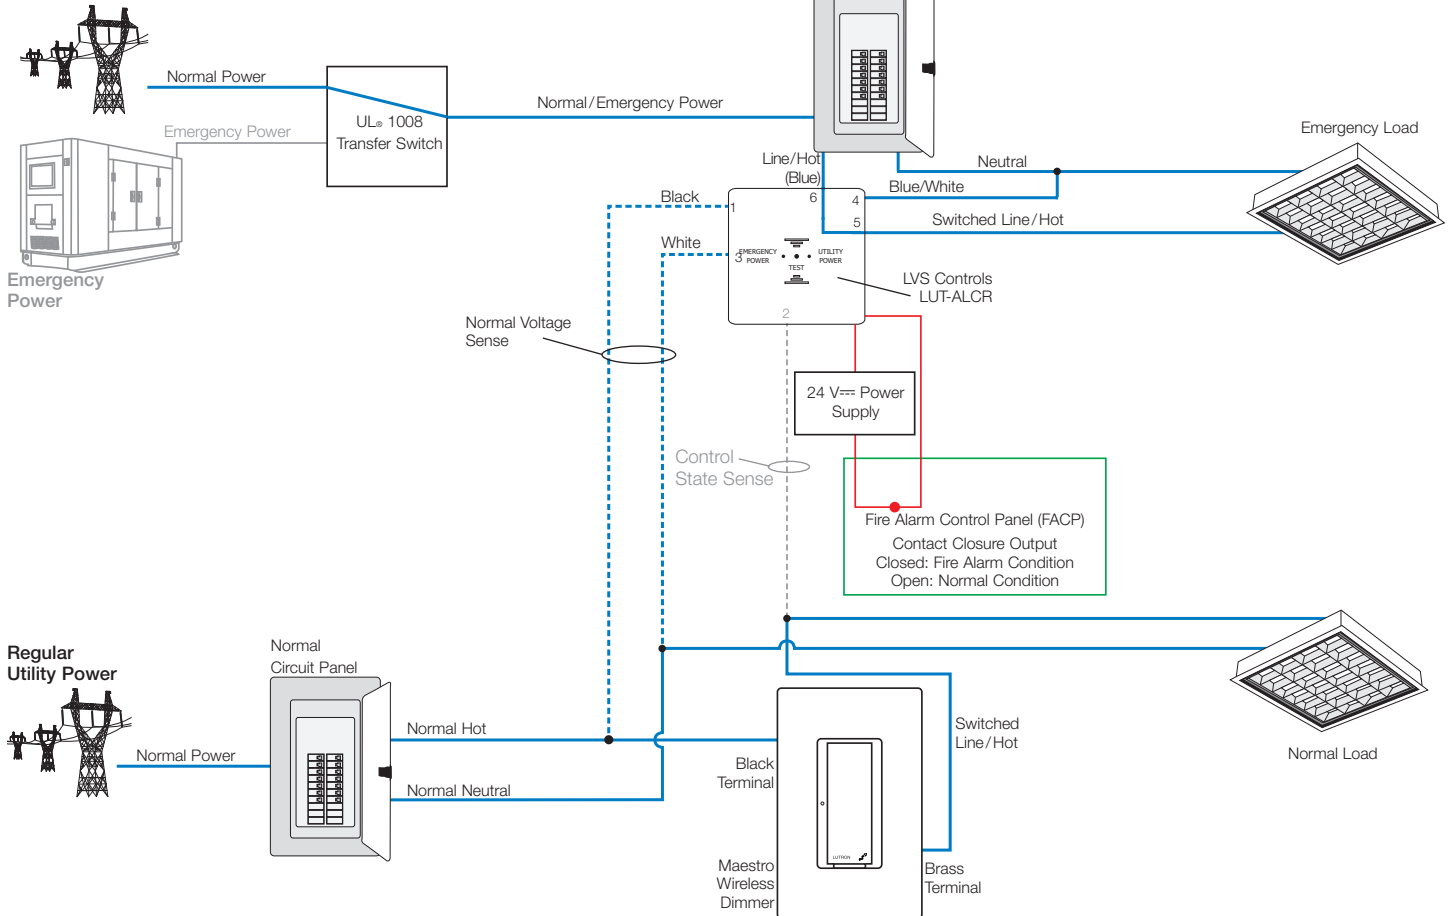 Normal Power
UL® 1008
Transfer Switch
Normal/Emergency Power
Emergency Power
Emergency
Power
Line/Hot
(Blue)
Neutral
Blue/White
Switched Line/Hot
Emergency Load
Black
White
1
3
6
4
5
2
EMERGENCY
POWER
TEST
UTILITY
POWER
LVS Controls
LUT-ALCR
Normal Voltage
Sense
24 V⎓ Power
Supply
Control
State Sense
Fire Alarm Control Panel (FACP)
Contact Closure Output
Closed: Fire Alarm Condition
Open: Normal Condition
Regular
Utility Power
Normal
Circuit Panel
Normal Power
Normal Hot
Normal Neutral
Black
Terminal
Switched
Line/Hot
Normal Load
LUTRON
Maestro
Wireless
Dimmer
Brass
Terminal